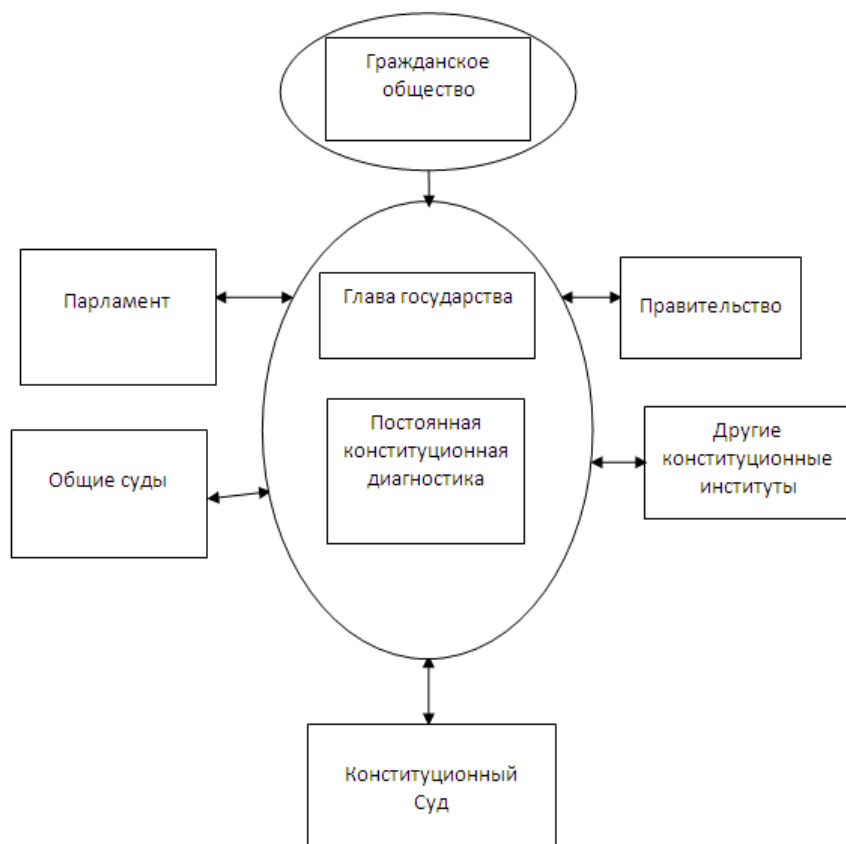 Гражданское
общество
Парламент
Глава государства
Правительство
Общие суды
Постоянная
конституционная
диагностика
Другие
конституционные
институты
Конституционный
Суд